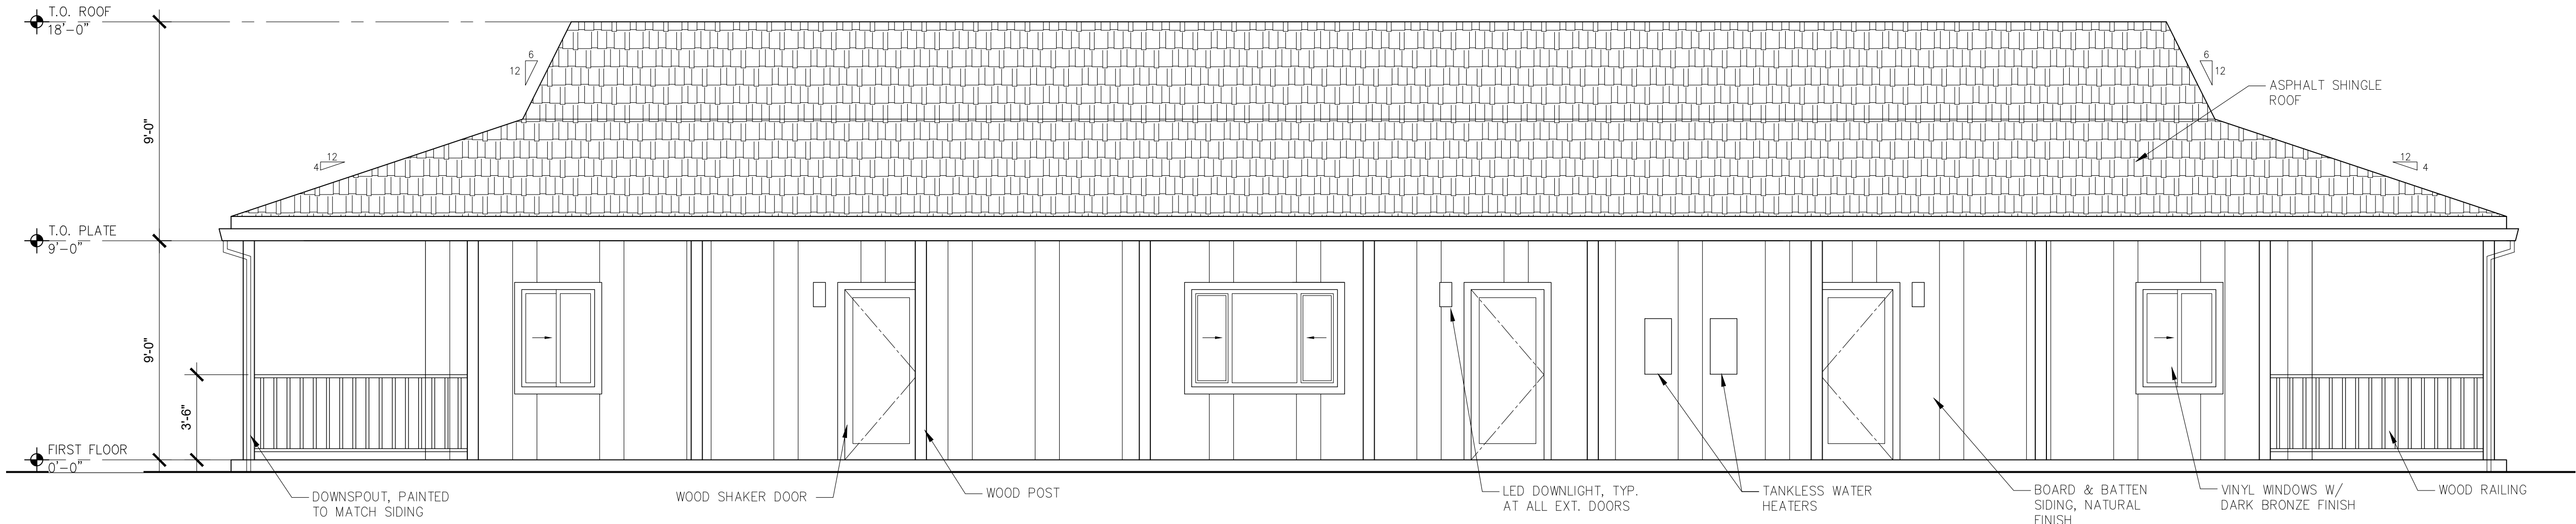 T.O. ROOF
18'-0"
6
12
6
12
ASPHALT SHINGLE
ROOF
9'-0"
12
4
12
4
T.O. PLATE
9'-0"
9'-0"
3'-6"
FIRST FLOOR
0'-0"
DOWNSPOUT, PAINTED
TO MATCH SIDING
WOOD SHAKER DOOR
WOOD POST
LED DOWNLIGHT, TYP.
AT ALL EXT. DOORS
TANKLESS WATER
HEATERS
BOARD & BATTEN
SIDING, NATURAL
FINISH
VINYL WINDOWS W/
DARK BRONZE FINISH
WOOD RAILING